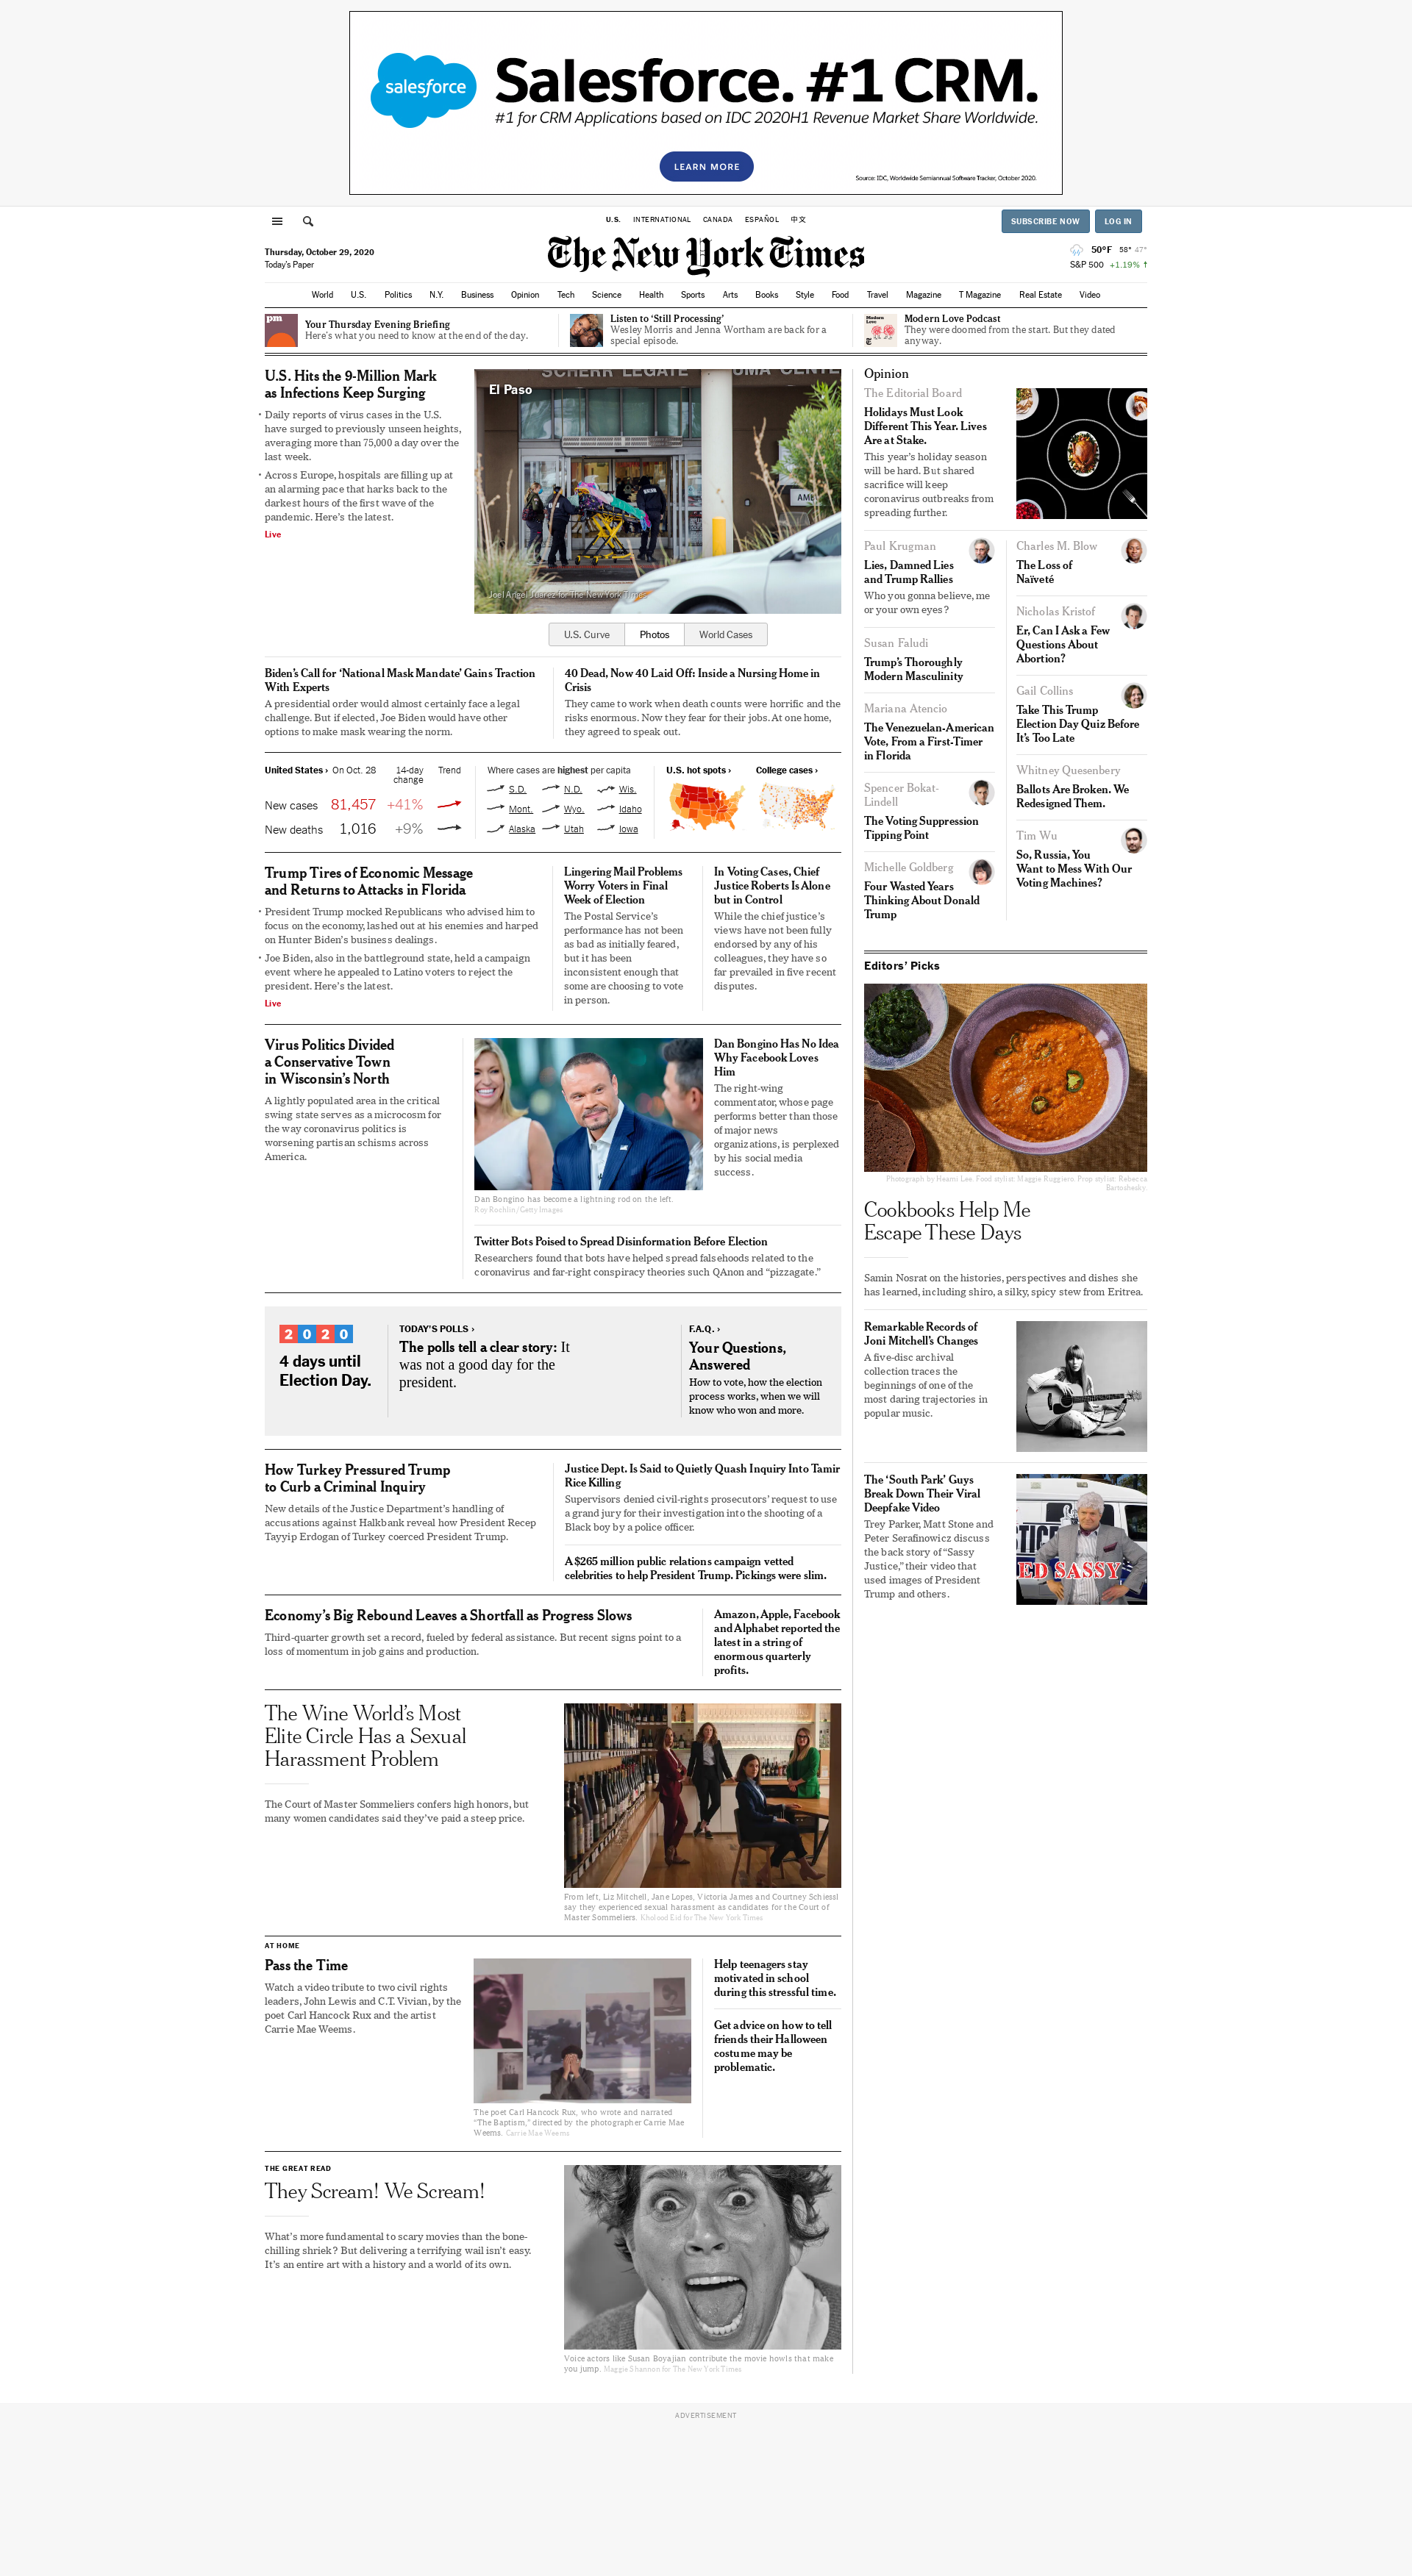 salesforce
Salesforce. #1 CRM.
#1 for CRM Applications based on IDC 2020H1 Revenue Market Share Worldwide.
LEARN MORE
Source: IDC, Worldwide Semiannual Software Tracker, October 2020.
U.S. INTERNATIONAL CANADA ESPAÑOL 中文
SUBSCRIBE NOW LOG IN
Thursday, October 29, 2020
Today's Paper
The New York Times
50°F 58° 47°
S&P 500 +1.19% ↑
World U.S. Politics N.Y. Business Opinion Tech Science Health Sports Arts Books Style Food Travel Magazine T Magazine Real Estate Video
pm
Your Thursday Evening Briefing
Here's what you need to know at the end of the day.
Listen to ‘Still Processing’
Wesley Morris and Jenna Wortham are back for a
special episode.
Modern
Love
Modern Love Podcast
They were doomed from the start. But they dated
anyway.
U.S. Hits the 9-Million Mark
as Infections Keep Surging
• Daily reports of virus cases in the U.S.
have surged to previously unseen heights,
averaging more than 75,000 a day over the
last week.
• Across Europe, hospitals are filling up at
an alarming pace that harks back to the
darkest hours of the first wave of the
pandemic. Here's the latest.
Live
El Paso
Joel Angel Juarez for The New York Times
U.S. Curve Photos World Cases
Biden's Call for ‘National Mask Mandate’ Gains Traction
With Experts
A presidential order would almost certainly face a legal
challenge. But if elected, Joe Biden would have other
options to make mask wearing the norm.
40 Dead, Now 40 Laid Off: Inside a Nursing Home in
Crisis
They came to work when death counts were horrific and the
risks enormous. Now they fear for their jobs. At one home,
they agreed to speak out.
United States › On Oct. 28 14-day
change Trend
New cases 81,457 +41%
New deaths 1,016 +9%
Where cases are highest per capita
S.D. N.D. Wis.
Mont. Wyo. Idaho
Alaska Utah Iowa
U.S. hot spots ›
College cases ›
Trump Tires of Economic Message
and Returns to Attacks in Florida
• President Trump mocked Republicans who advised him to
focus on the economy, lashed out at his enemies and harped
on Hunter Biden's business dealings.
• Joe Biden, also in the battleground state, held a campaign
event where he appealed to Latino voters to reject the
president. Here's the latest.
Live
Lingering Mail Problems
Worry Voters in Final
Week of Election
The Postal Service's
performance has not been
as bad as initially feared,
but it has been
inconsistent enough that
some are choosing to vote
in person.
In Voting Cases, Chief
Justice Roberts Is Alone
but in Control
While the chief justice's
views have not been fully
endorsed by any of his
colleagues, they have so
far prevailed in five recent
disputes.
Virus Politics Divided
a Conservative Town
in Wisconsin's North
A lightly populated area in the critical
swing state serves as a microcosm for
the way coronavirus politics is
worsening partisan schisms across
America.
Dan Bongino has become a lightning rod on the left.
Roy Rochlin/Getty Images
Dan Bongino Has No Idea
Why Facebook Loves
Him
The right-wing
commentator, whose page
performs better than those
of major news
organizations, is perplexed
by his social media
success.
Twitter Bots Poised to Spread Disinformation Before Election
Researchers found that bots have helped spread falsehoods related to the
coronavirus and far-right conspiracy theories such QAnon and “pizzagate.”
2020
4 days until
Election Day.
TODAY'S POLLS ›
The polls tell a clear story: It
was not a good day for the
president.
F.A.Q. ›
Your Questions,
Answered
How to vote, how the election
process works, when we will
know who won and more.
How Turkey Pressured Trump
to Curb a Criminal Inquiry
New details of the Justice Department's handling of
accusations against Halkbank reveal how President Recep
Tayyip Erdogan of Turkey coerced President Trump.
Justice Dept. Is Said to Quietly Quash Inquiry Into Tamir
Rice Killing
Supervisors denied civil-rights prosecutors' request to use
a grand jury for their investigation into the shooting of a
Black boy by a police officer.
A $265 million public relations campaign vetted
celebrities to help President Trump. Pickings were slim.
Economy's Big Rebound Leaves a Shortfall as Progress Slows
Third-quarter growth set a record, fueled by federal assistance. But recent signs point to a
loss of momentum in job gains and production.
Amazon, Apple, Facebook
and Alphabet reported the
latest in a string of
enormous quarterly
profits.
The Wine World's Most
Elite Circle Has a Sexual
Harassment Problem
The Court of Master Sommeliers confers high honors, but
many women candidates said they've paid a steep price.
From left, Liz Mitchell, Jane Lopes, Victoria James and Courtney Schiessl
say they experienced sexual harassment as candidates for the Court of
Master Sommeliers. Kholood Eid for The New York Times
AT HOME
Pass the Time
Watch a video tribute to two civil rights
leaders, John Lewis and C.T. Vivian, by the
poet Carl Hancock Rux and the artist
Carrie Mae Weems.
The poet Carl Hancock Rux, who wrote and narrated
“The Baptism,” directed by the photographer Carrie Mae
Weems. Carrie Mae Weems
Help teenagers stay
motivated in school
during this stressful time.
Get advice on how to tell
friends their Halloween
costume may be
problematic.
THE GREAT READ
They Scream! We Scream!
What's more fundamental to scary movies than the bone-
chilling shriek? But delivering a terrifying wail isn't easy.
It's an entire art with a history and a world of its own.
Voice actors like Susan Boyajian contribute the movie howls that make
you jump. Maggie Shannon for The New York Times
Opinion
The Editorial Board
Holidays Must Look
Different This Year. Lives
Are at Stake.
This year's holiday season
will be hard. But shared
sacrifice will keep
coronavirus outbreaks from
spreading further.
Paul Krugman
Lies, Damned Lies
and Trump Rallies
Who you gonna believe, me
or your own eyes?
Susan Faludi
Trump's Thoroughly
Modern Masculinity
Mariana Atencio
The Venezuelan-American
Vote, From a First-Timer
in Florida
Spencer Bokat-
Lindell
The Voting Suppression
Tipping Point
Michelle Goldberg
Four Wasted Years
Thinking About Donald
Trump
Charles M. Blow
The Loss of
Naïveté
Nicholas Kristof
Er, Can I Ask a Few
Questions About
Abortion?
Gail Collins
Take This Trump
Election Day Quiz Before
It's Too Late
Whitney Quesenbery
Ballots Are Broken. We
Redesigned Them.
Tim Wu
So, Russia, You
Want to Mess With Our
Voting Machines?
Editors' Picks
Photograph by Heami Lee. Food stylist: Maggie Ruggiero. Prop stylist: Rebecca
Bartoshesky.
Cookbooks Help Me
Escape These Days
Samin Nosrat on the histories, perspectives and dishes she
has learned, including shiro, a silky, spicy stew from Eritrea.
Remarkable Records of
Joni Mitchell's Changes
A five-disc archival
collection traces the
beginnings of one of the
most daring trajectories in
popular music.
The ‘South Park’ Guys
Break Down Their Viral
Deepfake Video
Trey Parker, Matt Stone and
Peter Serafinowicz discuss
the back story of “Sassy
Justice,” their video that
used images of President
Trump and others.
ED SASSY
ADVERTISEMENT